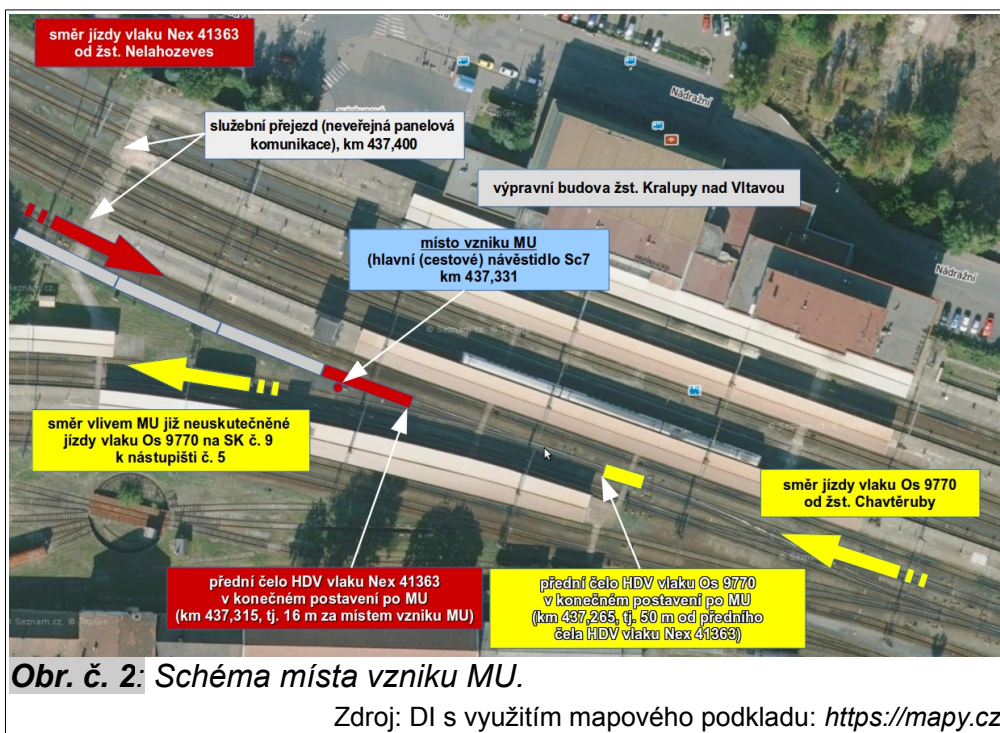 směr jízdy vlaku Nex 41363
od žst. Nelahozeves
Nádražní
služební přejezd (neveřejná panelová
komunikace), km 437,400
výpravní budova žst. Kralupy nad Vltavou
místo vzniku MU
(hlavní (cestové) návěstidlo Sc7
km 437,331
Nádražní
© Seznam.cz, © TopGis
směr vlivem MU již neuskutečněné
jízdy vlaku Os 9770 na SK č. 9
k nástupišti č. 5
směr jízdy vlaku Os 9770
od žst. Chavtěruby
přední čelo HDV vlaku Nex 41363
v konečném postavení po MU
(km 437,315, tj. 16 m za místem vzniku MU)
přední čelo HDV vlaku Os 9770
v konečném postavení po MU
(km 437,265, tj. 50 m od předního
čela HDV vlaku Nex 41363)
Obr. č. 2: Schéma místa vzniku MU.
Zdroj: DI s využitím mapového podkladu: https://mapy.cz